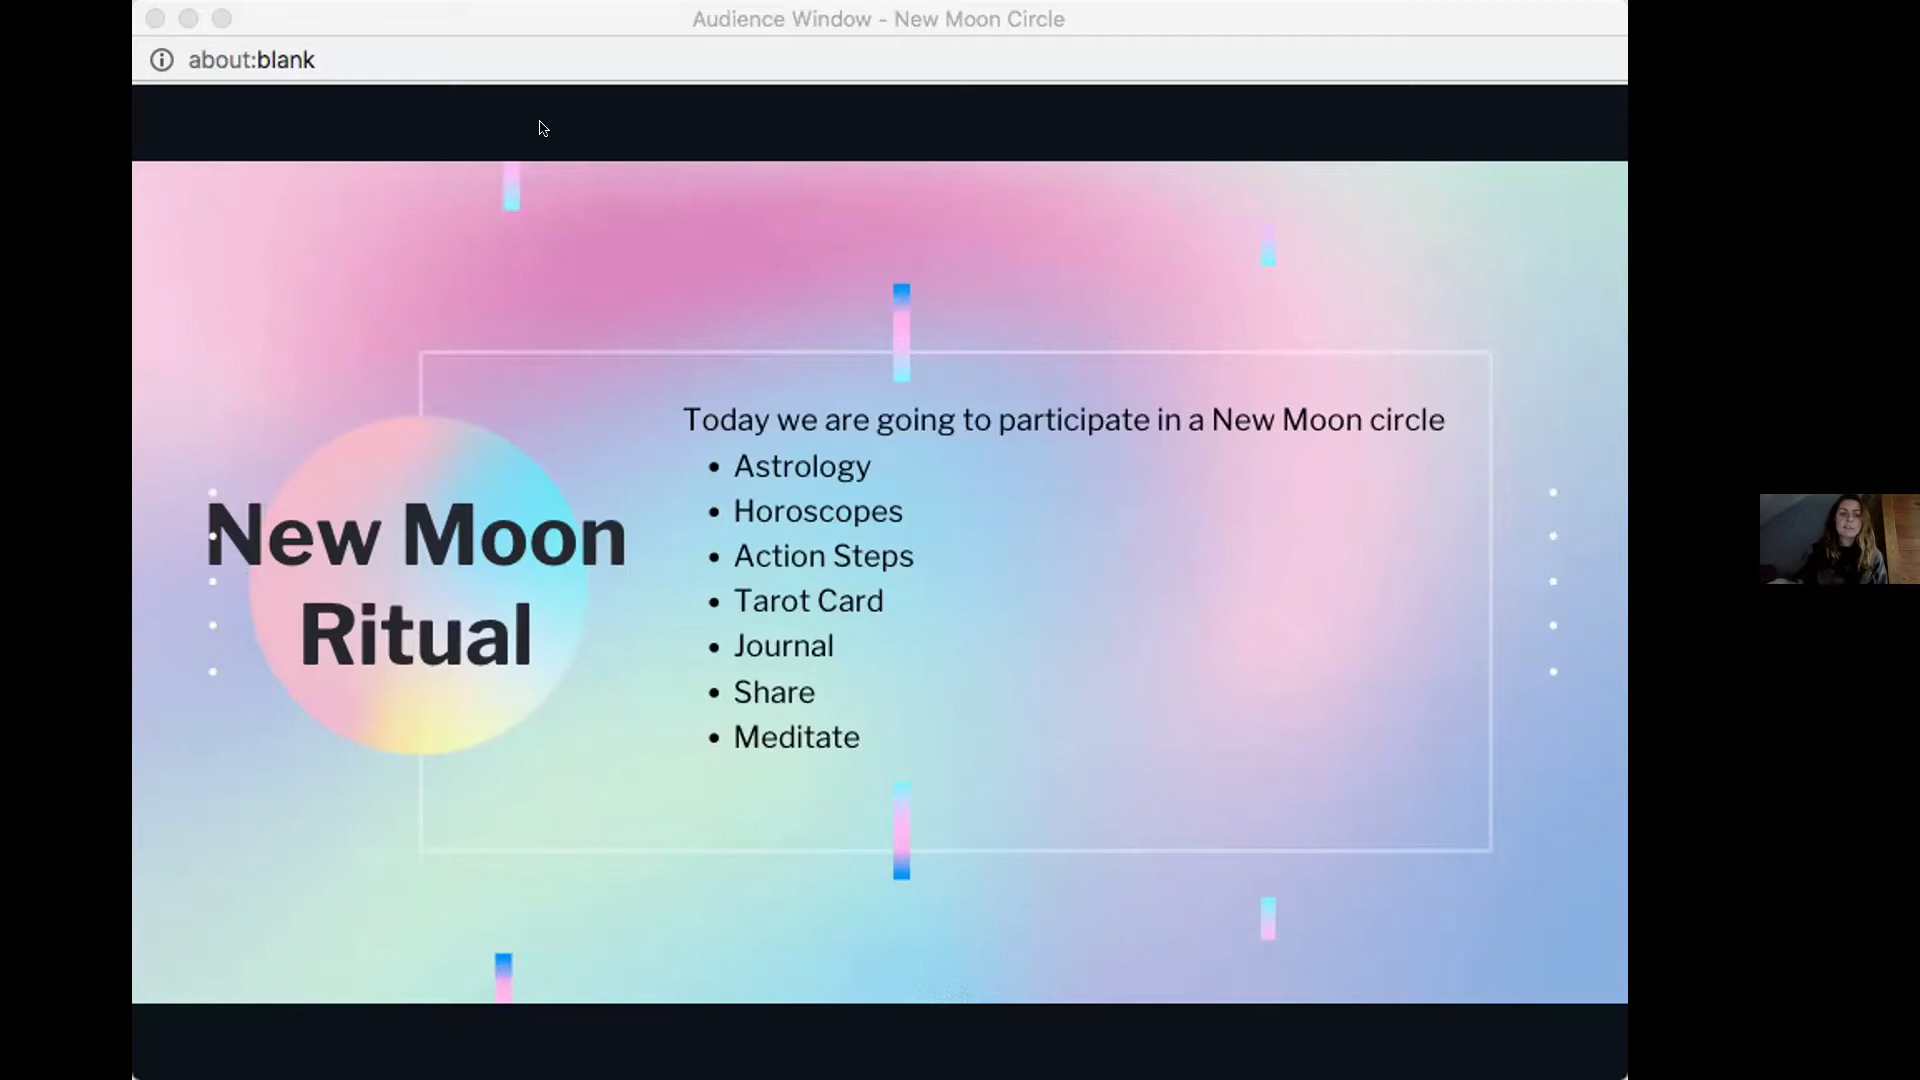 Audience Window - New Moon Circle
about:blank
New Moon
Ritual
Today we are going to participate in a New Moon circle
• Astrology
• Horoscopes
• Action Steps
• Tarot Card
• Journal
• Share
• Meditate